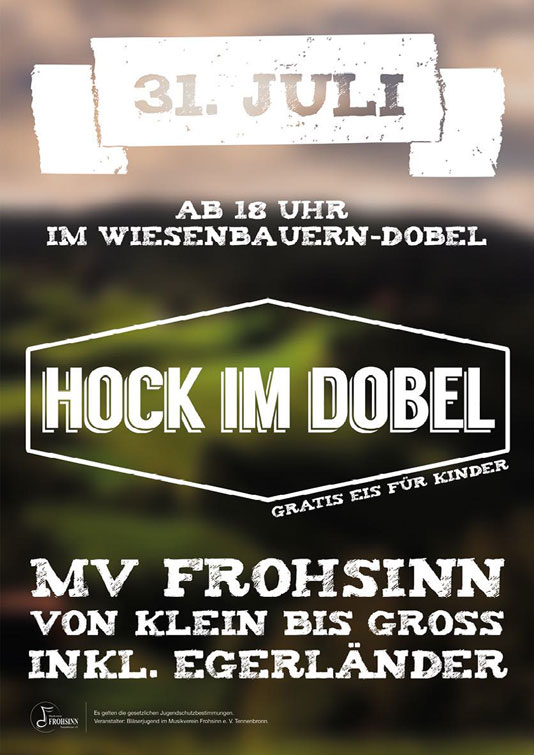 31. JULI
AB 18 UHR
IM WIESENBAUERN-DOBEL
HOCK IM DOBEL
GRATIS EIS FÜR KINDER
MV FROHSINN
VON KLEIN BIS GROSS
INKL. EGERLÄNDER
FROHSINN
Es gelten die gesetzlichen Jugendschutzbestimmungen.
Veranstalter: Bläserjugend im Musikverein Frohsinn e. V. Tennenbronn.